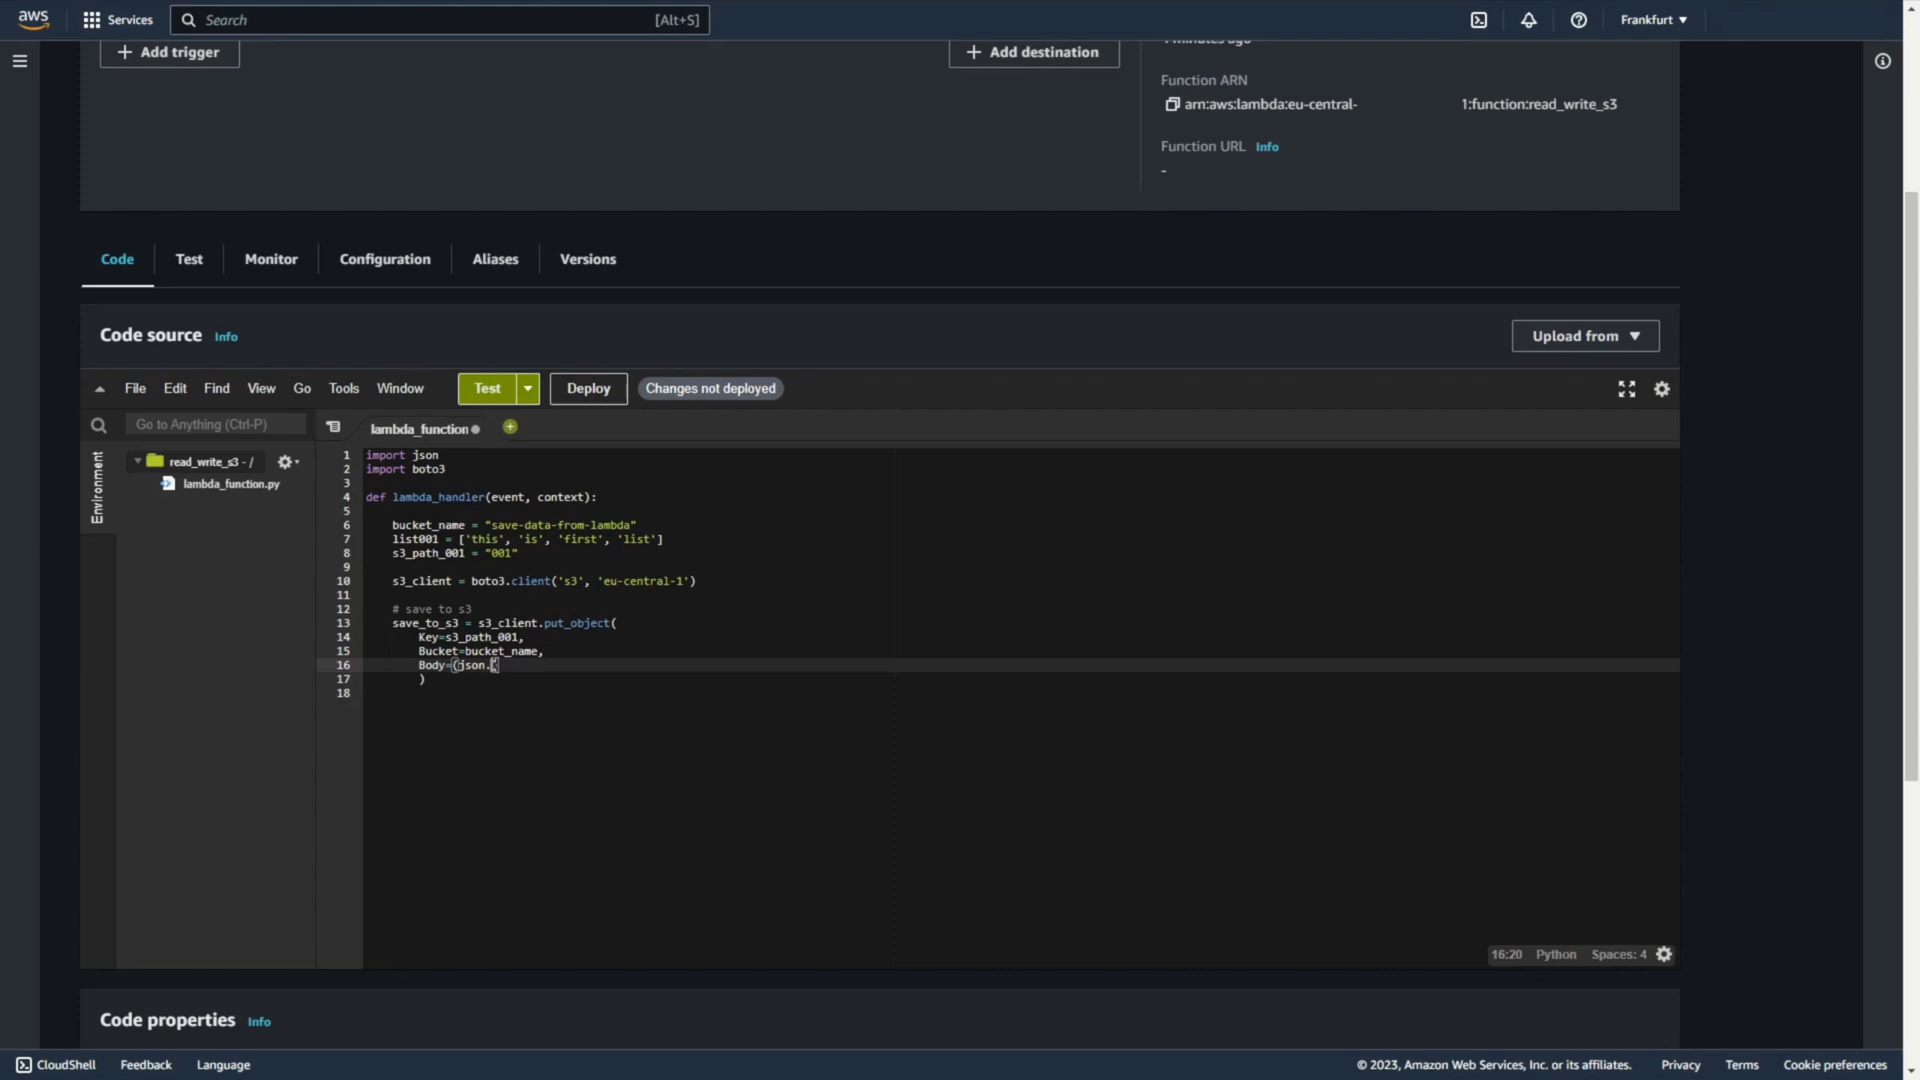 aws Services Search [Alt+S] Frankfurt
Add trigger
Add destination
Function ARN
arn:aws:lambda:eu-central- 1:function:read_write_s3
Function URL Info
-
Code Test Monitor Configuration Aliases Versions
Code source Info
Upload from
File Edit Find View Go Tools Window Test Deploy Changes not deployed
Go to Anything (Ctrl-P)
lambda_function
Environment
read_write_s3 - /
lambda_function.py
1 import json
2 import boto3
3
4 def lambda_handler(event, context):
5
6 bucket_name = "save-data-from-lambda"
7 list001 = ['this', 'is', 'first', 'list']
8 s3_path_001 = "001"
9
10 s3_client = boto3.client('s3', 'eu-central-1')
11
12 # save to s3
13 save_to_s3 = s3_client.put_object(
14 Key=s3_path_001,
15 Bucket=bucket_name,
16 Body=(json.)
17 )
18
16:20 Python Spaces: 4
Code properties Info
CloudShell Feedback Language
© 2023, Amazon Web Services, Inc. or its affiliates. Privacy Terms Cookie preferences